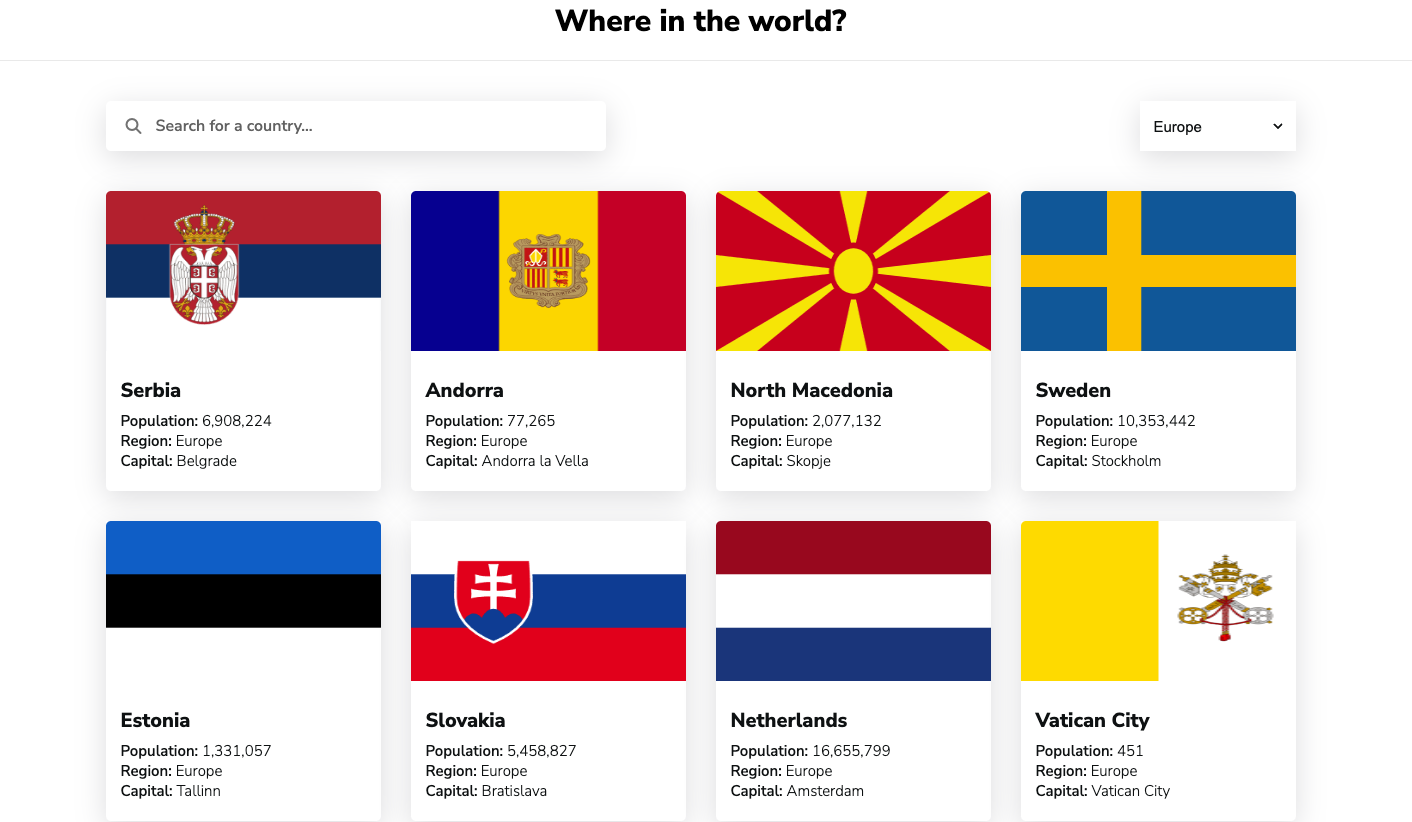 Where in the world?
Search for a country...
Europe
Serbia
Population: 6,908,224
Region: Europe
Capital: Belgrade
Andorra
Population: 77,265
Region: Europe
Capital: Andorra la Vella
North Macedonia
Population: 2,077,132
Region: Europe
Capital: Skopje
Sweden
Population: 10,353,442
Region: Europe
Capital: Stockholm
Estonia
Population: 1,331,057
Region: Europe
Capital: Tallinn
Slovakia
Population: 5,458,827
Region: Europe
Capital: Bratislava
Netherlands
Population: 16,655,799
Region: Europe
Capital: Amsterdam
Vatican City
Population: 451
Region: Europe
Capital: Vatican City